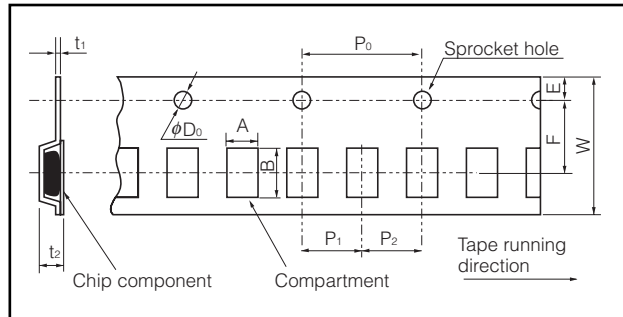 t1
P0
Sprocket hole
E
A
F
W
ϕD0
B
t2
P1
P2
Tape running
direction
Chip component
Compartment